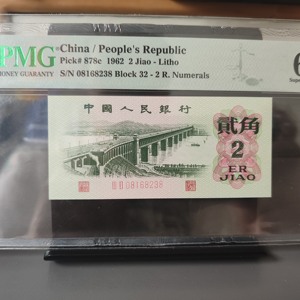 PMG
MONEY GUARANTY
China / People's Republic
Pick# 878c 1962 2 Jiao - Litho
S/N 08168238 Block 32 - 2 R. Numerals
6
中國人民銀行
貳角
2
ER
JIAO
08168238